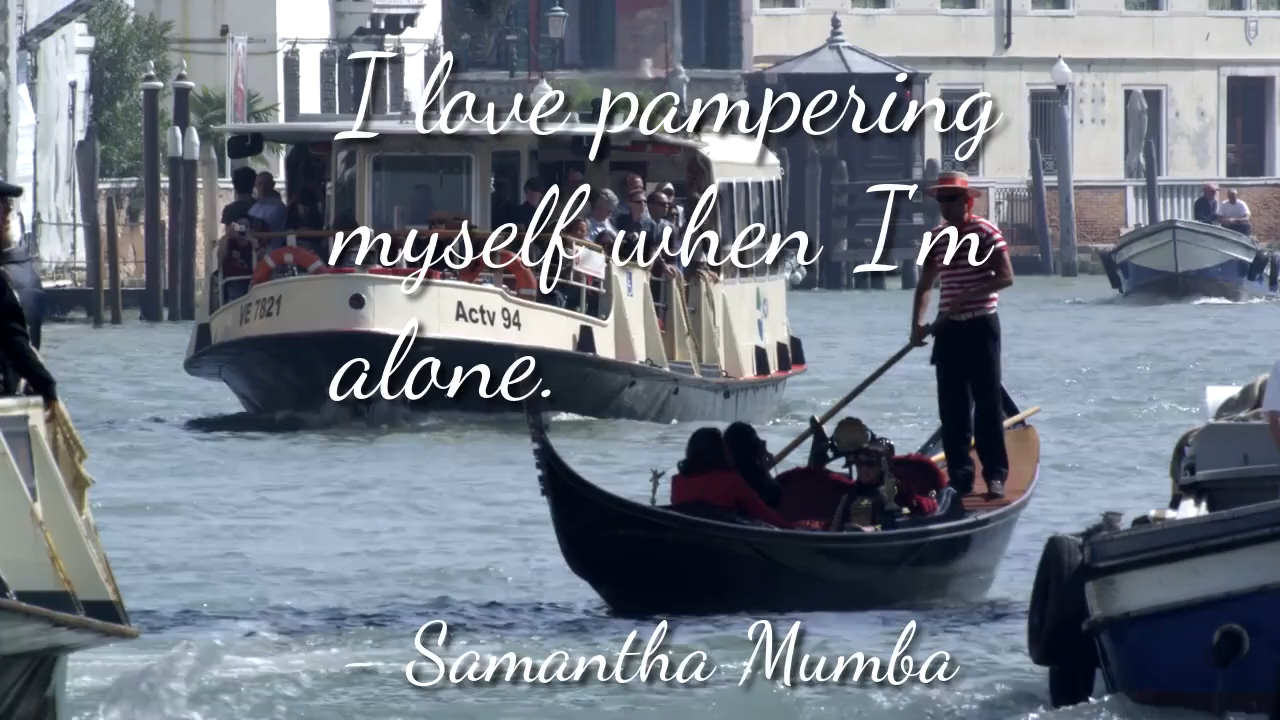 I love pampering
myself when I'm
alone.
- Samantha Mumba
VE 7821
Actv 94